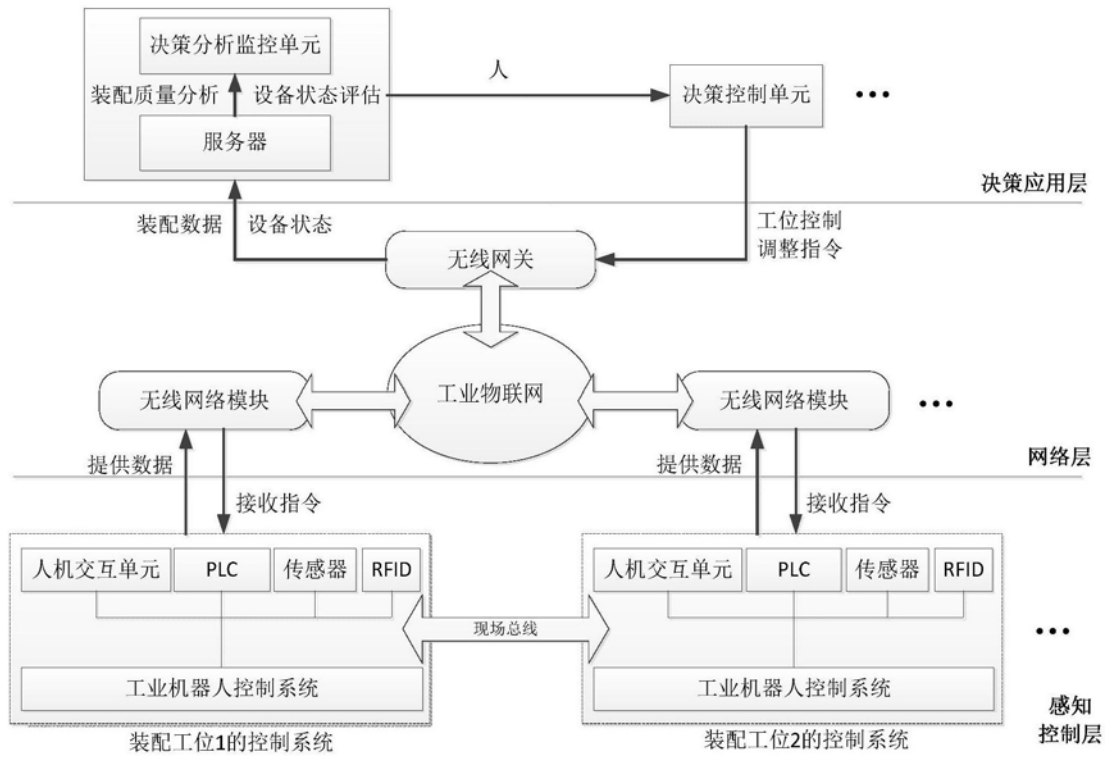 决策分析监控单元
装配质量分析
设备状态评估
服务器
人
决策控制单元
•••
决策应用层
装配数据
设备状态
工位控制
调整指令
无线网关
工业物联网
无线网络模块
无线网络模块
•••
网络层
提供数据
接收指令
提供数据
接收指令
人机交互单元
PLC
传感器
RFID
工业机器人控制系统
装配工位1的控制系统
现场总线
人机交互单元
PLC
传感器
RFID
工业机器人控制系统
装配工位2的控制系统
•••
感知
控制层